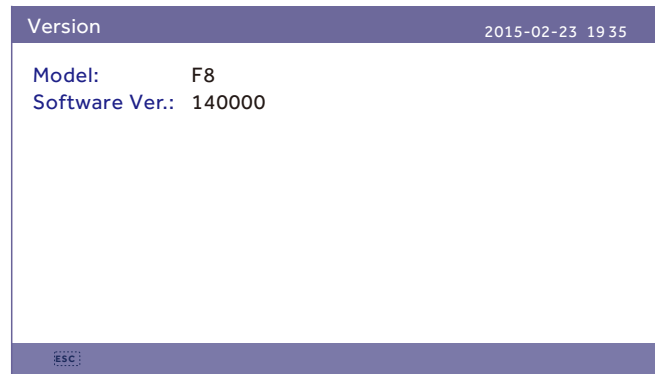 Version
2015-02-23 19 35
Model: F8
Software Ver.: 140000
ESC